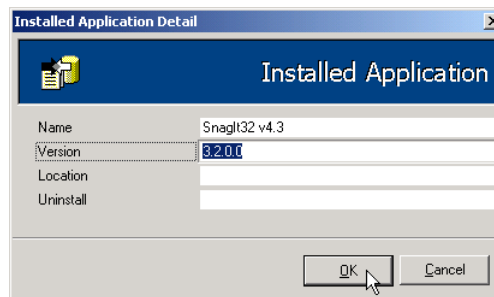 Installed Application Detail
Installed Application
Name SnagIt32 v4.3
Version 3.2.0.0
Location
Uninstall
OK Cancel